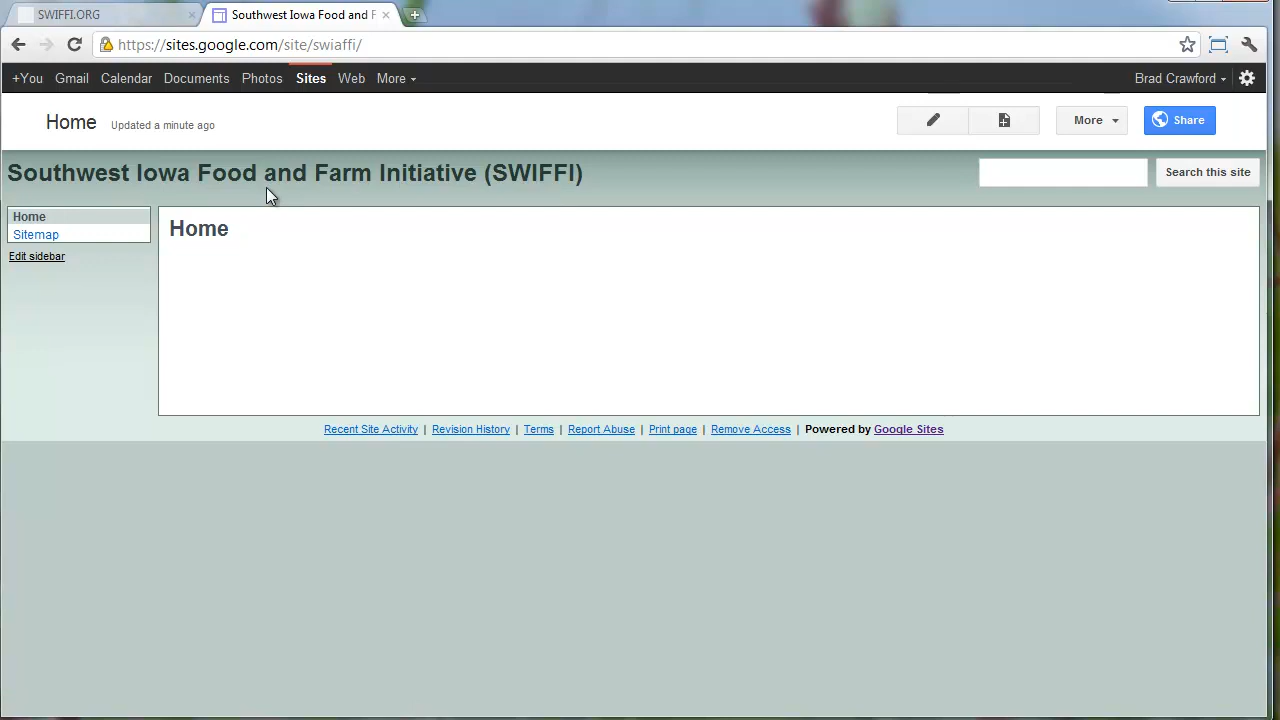 SWIFFI.ORG
Southwest Iowa Food and F
https://sites.google.com/site/swiaffi/
+You Gmail Calendar Documents Photos Sites Web More Brad Crawford
Home Updated a minute ago More Share
Southwest Iowa Food and Farm Initiative (SWIFFI) Search this site
Home
Sitemap
Edit sidebar
Home
Recent Site Activity | Revision History | Terms | Report Abuse | Print page | Remove Access | Powered by Google Sites